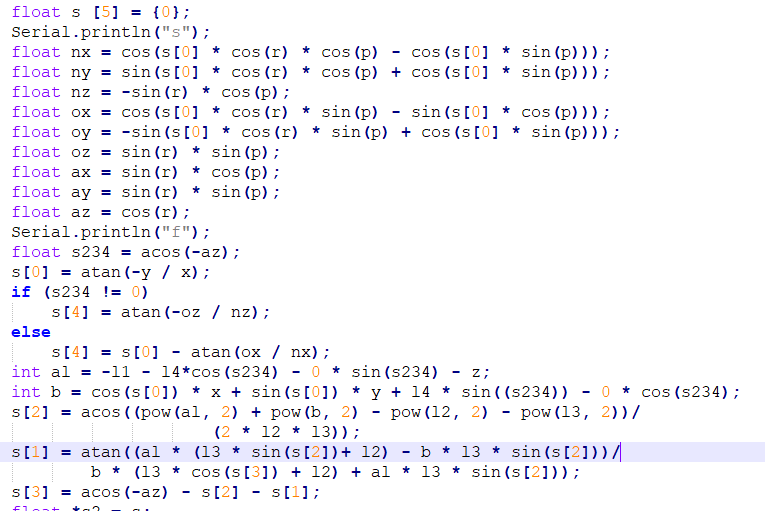 float s [5] = {0};
Serial.println("s");
float nx = cos(s[0] * cos(r) * cos(p) - cos(s[0] * sin(p)));
float ny = sin(s[0] * cos(r) * cos(p) + cos(s[0] * sin(p)));
float nz = -sin(r) * cos(p);
float ox = cos(s[0] * cos(r) * sin(p) - sin(s[0] * cos(p)));
float oy = -sin(s[0] * cos(r) * sin(p) + cos(s[0] * sin(p)));
float oz = sin(r) * sin(p);
float ax = sin(r) * cos(p);
float ay = sin(r) * sin(p);
float az = cos(r);
Serial.println("f");
float s234 = acos(-az);
s[0] = atan(-y / x);
if (s234 != 0)
    s[4] = atan(-oz / nz);
else
    s[4] = s[0] - atan(ox / nx);
int al = -l1 - l4*cos(s234) - 0 * sin(s234) - z;
int b = cos(s[0]) * x + sin(s[0]) * y + l4 * sin((s234)) - 0 * cos(s234);
s[2] = acos((pow(al, 2) + pow(b, 2) - pow(l2, 2) - pow(l3, 2))/
                    (2 * l2 * l3));
s[1] = atan((al * (l3 * sin(s[2])+ l2) - b * l3 * sin(s[2]))/
        b * (l3 * cos(s[3]) + l2) + al * l3 * sin(s[2]));
s[3] = acos(-az) - s[2] - s[1];
float *s2 = s;